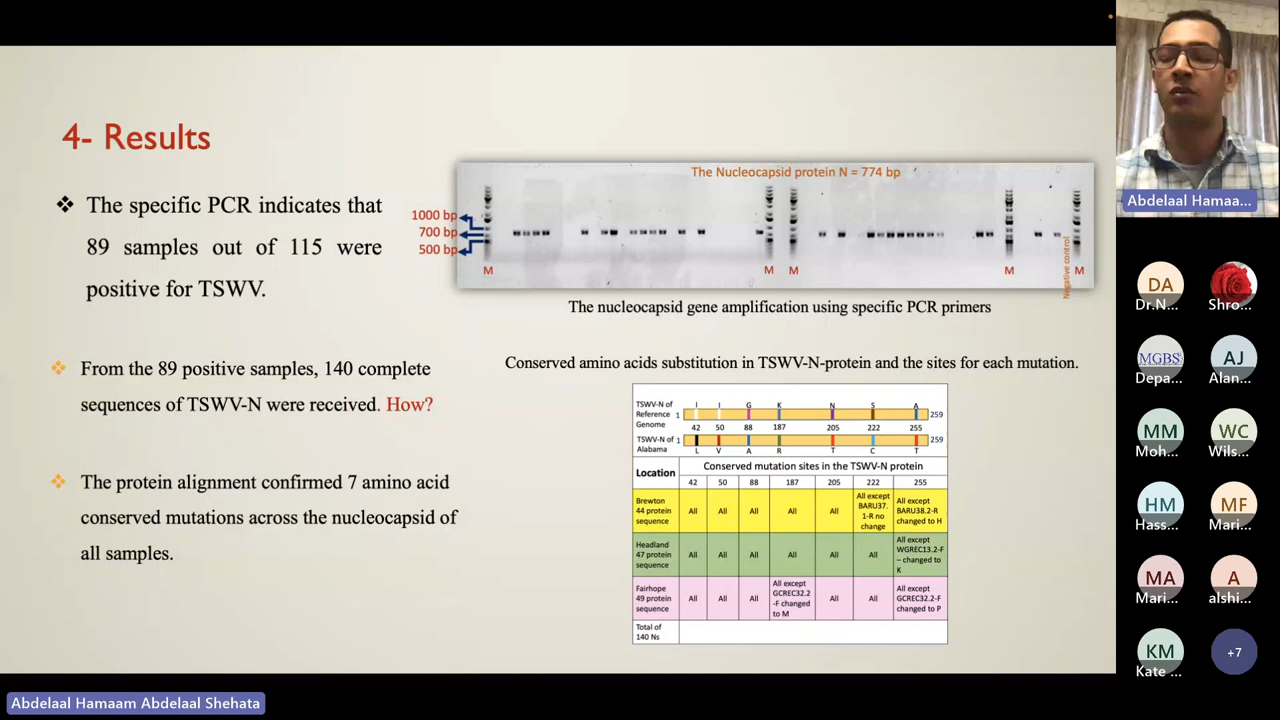 4- Results
❖ The specific PCR indicates that
89 samples out of 115 were
positive for TSWV.
❖ From the 89 positive samples, 140 complete
sequences of TSWV-N were received. How?
❖ The protein alignment confirmed 7 amino acid
conserved mutations across the nucleocapsid of
all samples.
The Nucleocapsid protein N = 774 bp
1000 bp
700 bp
500 bp
M M M M M
Negative control
The nucleocapsid gene amplification using specific PCR primers
Conserved amino acids substitution in TSWV-N-protein and the sites for each mutation.
TSWV-N of Reference Genome 1 259
I I G K N S A
42 50 88 187 205 222 255
TSWV-N of Alabama 1 259
L V A R T C T
Location Conserved mutation sites in the TSWV-N protein
42 50 88 187 205 222 255
Brewton 44 protein sequence All All All All All All except BARU37.1-R no change All except BARU38.2-R changed to H
Headland 47 protein sequence All All All All All All All except WGREC13.2-F – changed to K
Fairhope 49 protein sequence All All All All except GCREC32.2-F changed to M All All All except GCREC32.2-F changed to P
Total of 140 Ns
Abdelaal Hamaa...
DA
Dr.N...
Shro...
MGBS
Depa...
AJ
Alan...
MM
Moh...
WC
Wils...
HM
Hass...
MF
Mari...
MA
Mari...
A
alshi...
KM
Kate ...
+7
Abdelaal Hamaam Abdelaal Shehata